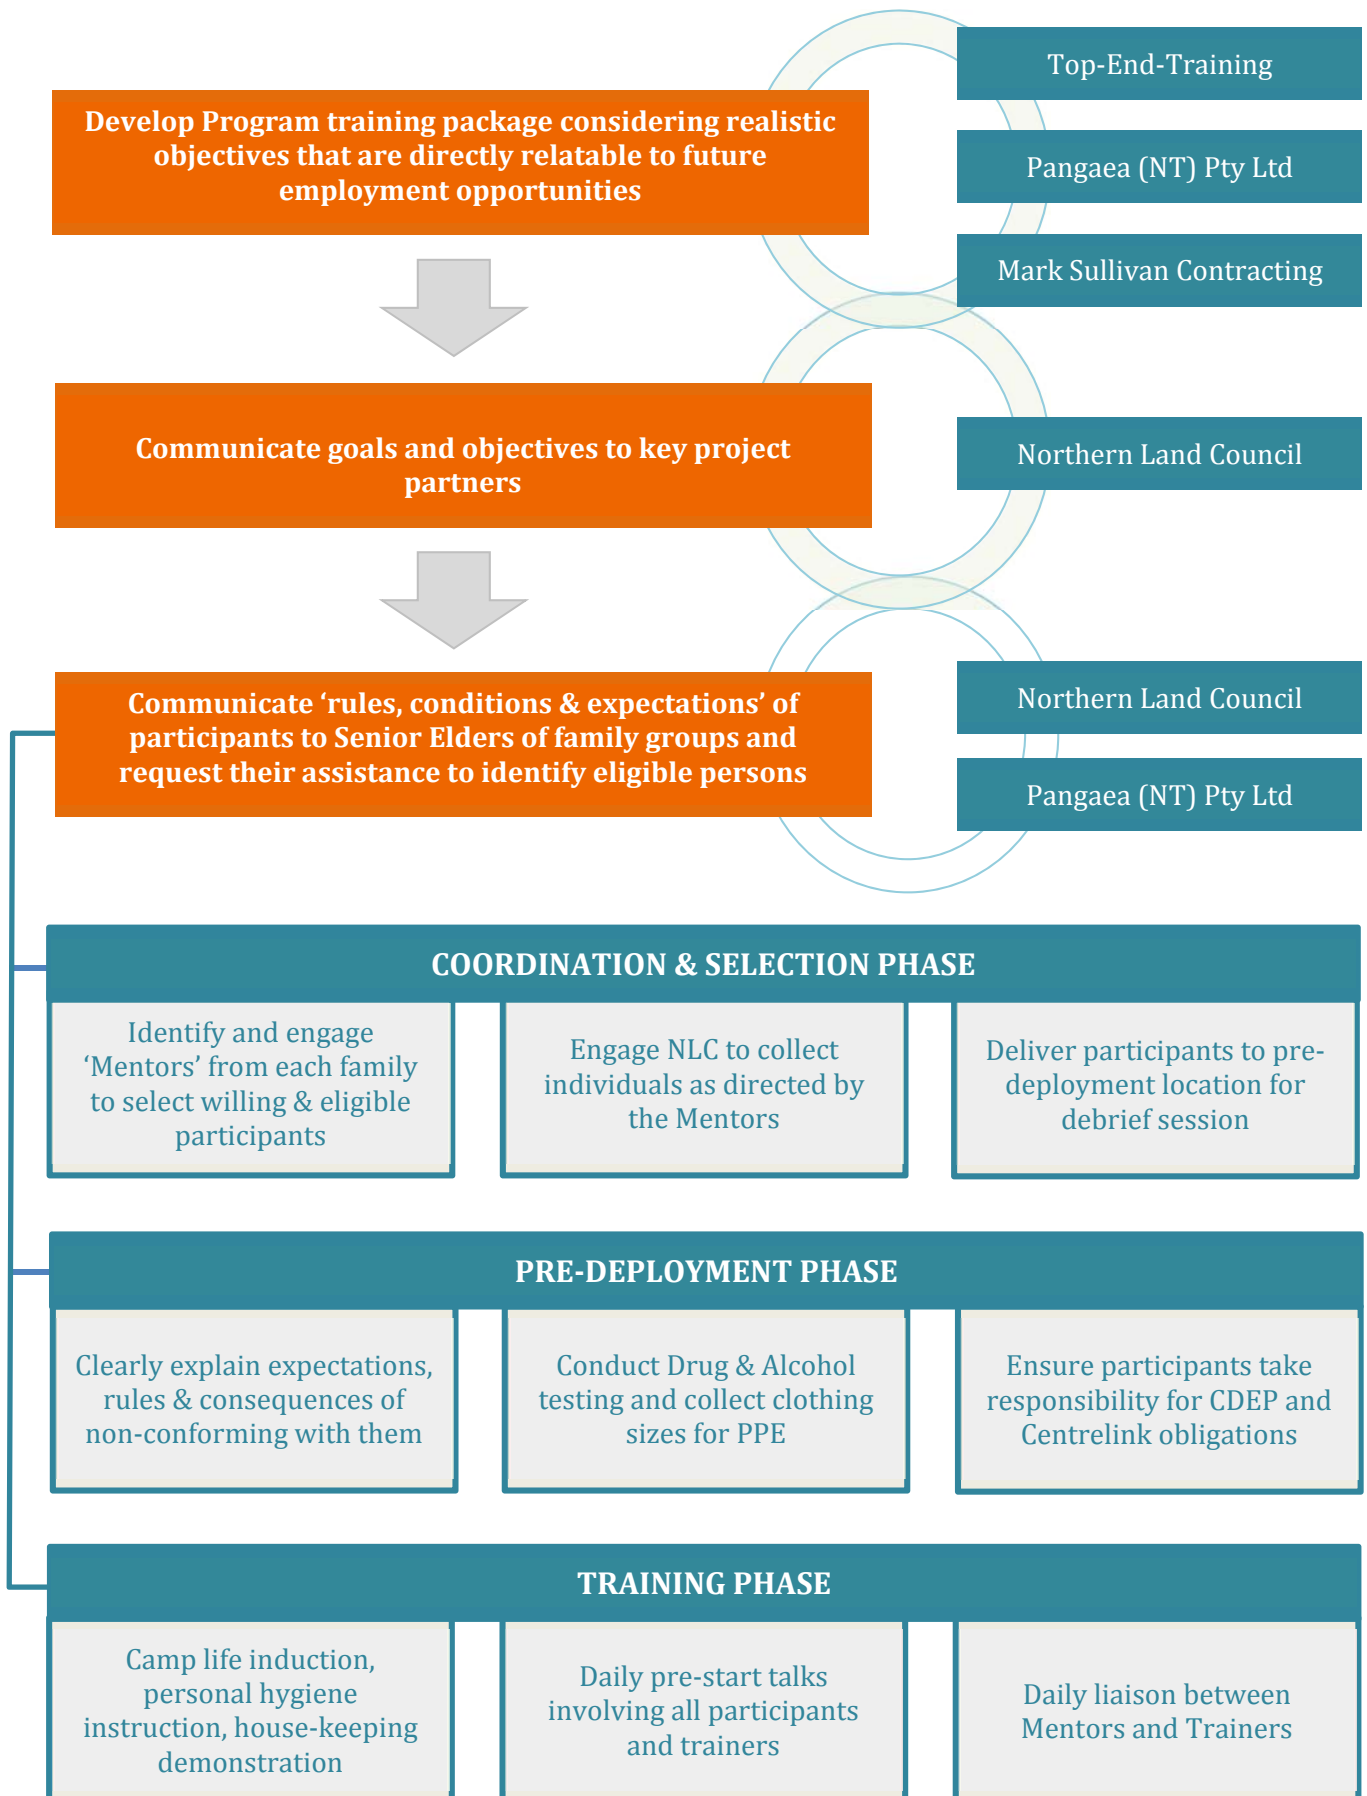 Develop Program training package considering realistic
objectives that are directly relatable to future
employment opportunities
Top-End-Training
Pangaea (NT) Pty Ltd
Mark Sullivan Contracting
Communicate goals and objectives to key project
partners
Northern Land Council
Communicate ‘rules, conditions & expectations’ of
participants to Senior Elders of family groups and
request their assistance to identify eligible persons
Northern Land Council
Pangaea (NT) Pty Ltd
COORDINATION & SELECTION PHASE
Identify and engage
‘Mentors’ from each family
to select willing & eligible
participants
Engage NLC to collect
individuals as directed by
the Mentors
Deliver participants to pre-
deployment location for
debrief session
PRE-DEPLOYMENT PHASE
Clearly explain expectations,
rules & consequences of
non-conforming with them
Conduct Drug & Alcohol
testing and collect clothing
sizes for PPE
Ensure participants take
responsibility for CDEP and
Centrelink obligations
TRAINING PHASE
Camp life induction,
personal hygiene
instruction, house-keeping
demonstration
Daily pre-start talks
involving all participants
and trainers
Daily liaison between
Mentors and Trainers